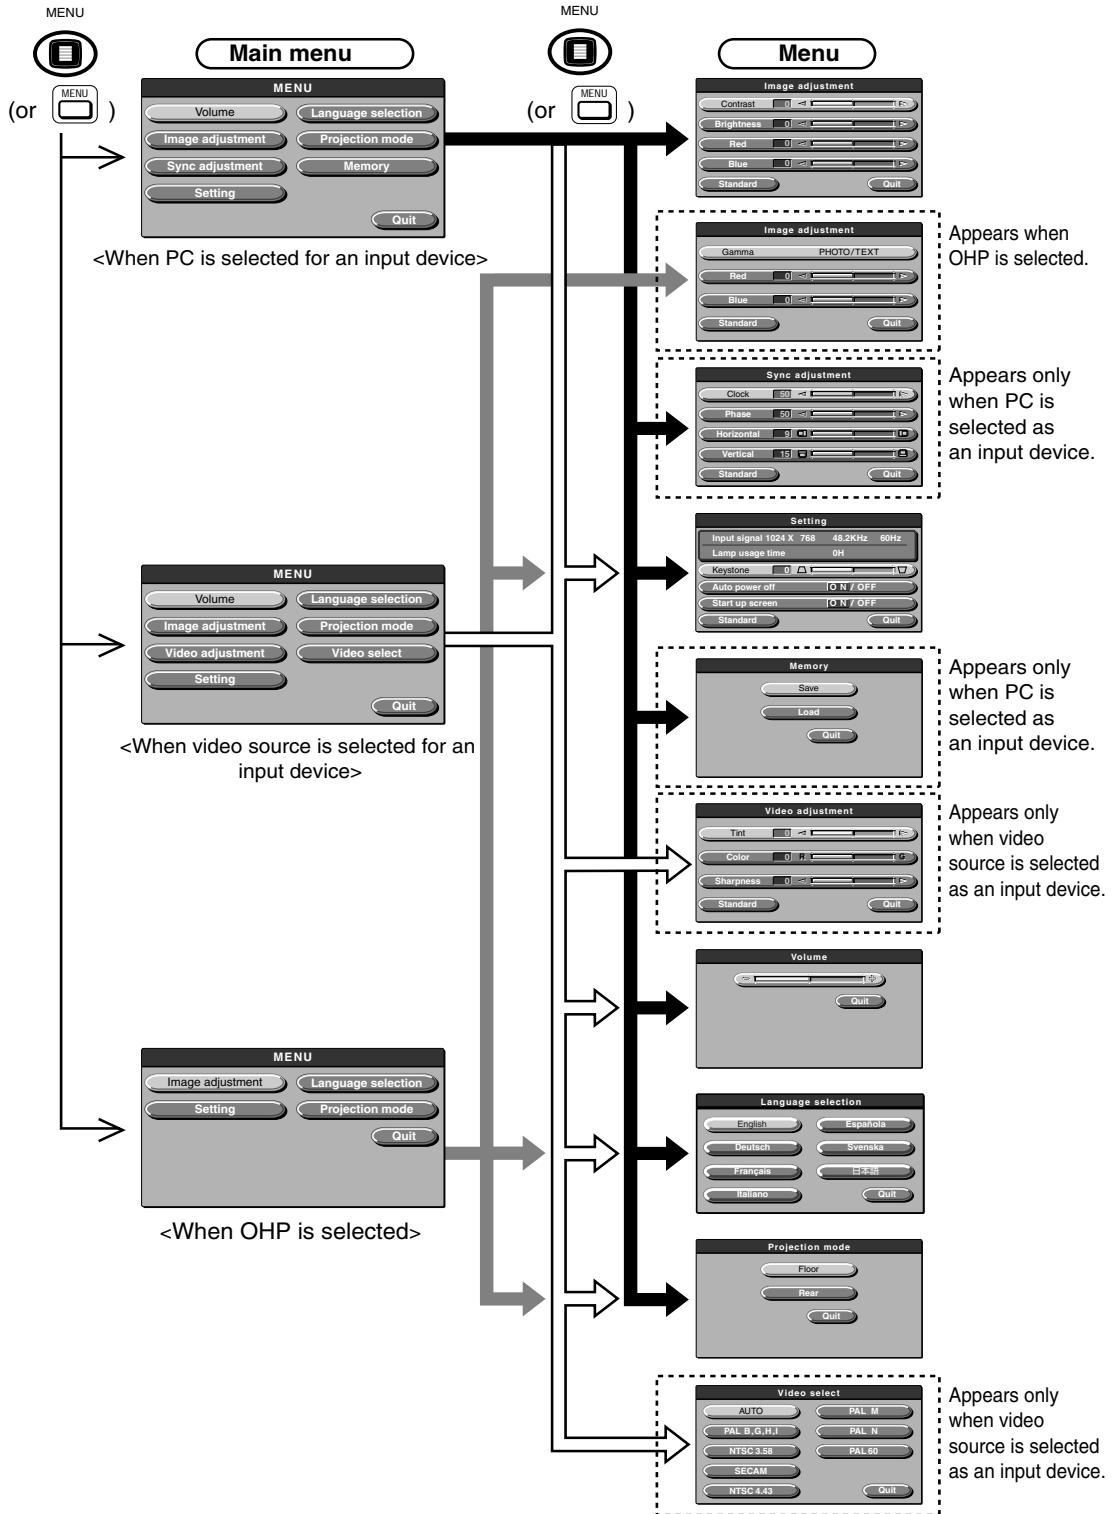 MENU
MENU
Main menu
Menu
(or MENU )
(or MENU )
MENU
Volume
Language selection
Image adjustment
Projection mode
Sync adjustment
Memory
Setting
Quit
<When PC is selected for an input device>
Image adjustment
Contrast 0
Brightness 0
Red 0
Blue 0
Standard
Quit
Image adjustment
Gamma PHOTO/TEXT
Red 0
Blue 0
Standard
Quit
Appears when
OHP is selected.
Sync adjustment
Clock 50
Phase 50
Horizontal 9
Vertical 15
Standard
Quit
Appears only
when PC is
selected as
an input device.
Setting
Input signal 1024 X 768 48.2KHz 60Hz
Lamp usage time 0H
Keystone 0
Auto power off ON / OFF
Start up screen ON / OFF
Standard
Quit
MENU
Volume
Language selection
Image adjustment
Projection mode
Video adjustment
Video select
Setting
Quit
<When video source is selected for an
input device>
Memory
Save
Load
Quit
Appears only
when PC is
selected as
an input device.
Video adjustment
Tint 0
Color 0 R G
Sharpness 0
Standard
Quit
Appears only
when video
source is selected
as an input device.
Volume
Quit
MENU
Image adjustment
Language selection
Setting
Projection mode
Quit
<When OHP is selected>
Language selection
English
Española
Deutsch
Svenska
Français
日本語
Italiano
Quit
Projection mode
Floor
Rear
Quit
Video select
AUTO
PAL M
PAL B,G,H,I
PAL N
NTSC 3.58
PAL 60
SECAM
NTSC 4.43
Quit
Appears only
when video
source is selected
as an input device.